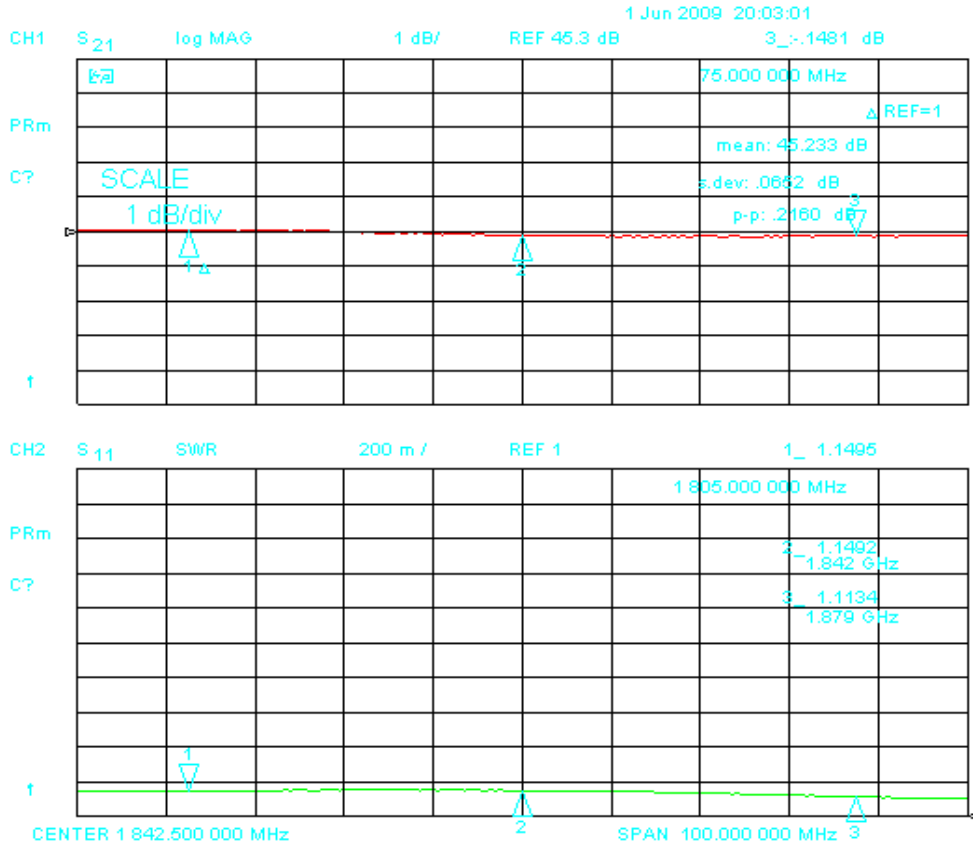 1 Jun 2009 20:03:01
CH1 S21 log MAG 1 dB/ REF 45.3 dB 3_:-.1481 dB
75.000 000 MHz
PRm
△ REF=1
mean: 45.233 dB
C?
SCALE
s.dev: .0652 dB
1 dB/div
p-p: .2160 dB
3
1 △
2
↑
CH2 S11 SWR 200 m / REF 1 1_ 1.1495
1 805.000 000 MHz
PRm
2_ 1.1492
1.842 GHz
C?
3_ 1.1134
1.879 GHz
1
↑
2
3
CENTER 1 842.500 000 MHz SPAN 100.000 000 MHz